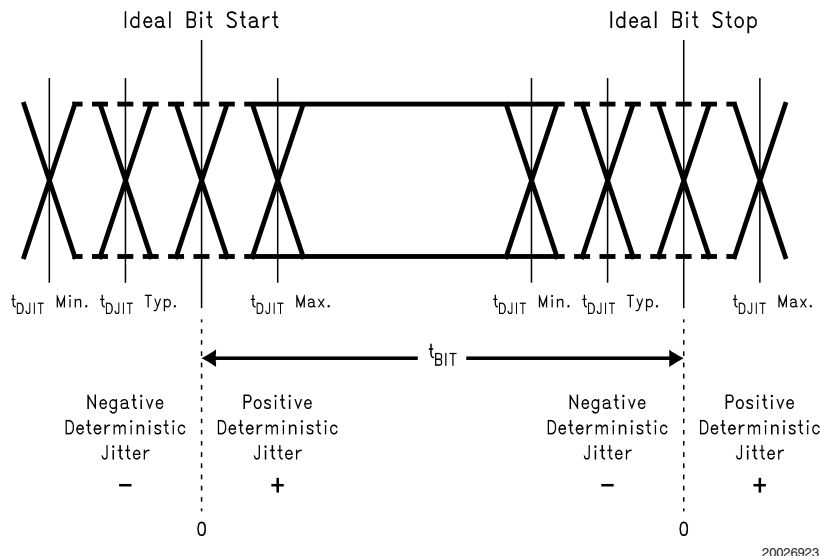 Ideal Bit Start
Ideal Bit Stop
tDJIT Min. tDJIT Typ. tDJIT Max. tDJIT Min. tDJIT Typ. tDJIT Max.
tBIT
Negative
Deterministic
Jitter
−
Positive
Deterministic
Jitter
+
Negative
Deterministic
Jitter
−
Positive
Deterministic
Jitter
+
0
0
20026923